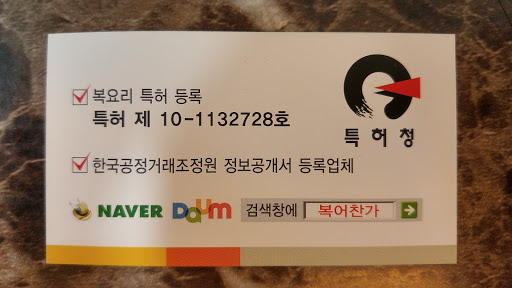 복요리 특허 등록
특허 제 10-1132728호
특허청
한국공정거래조정원 정보공개서 등록업체
NAVER Daum 검색창에 복어찬가